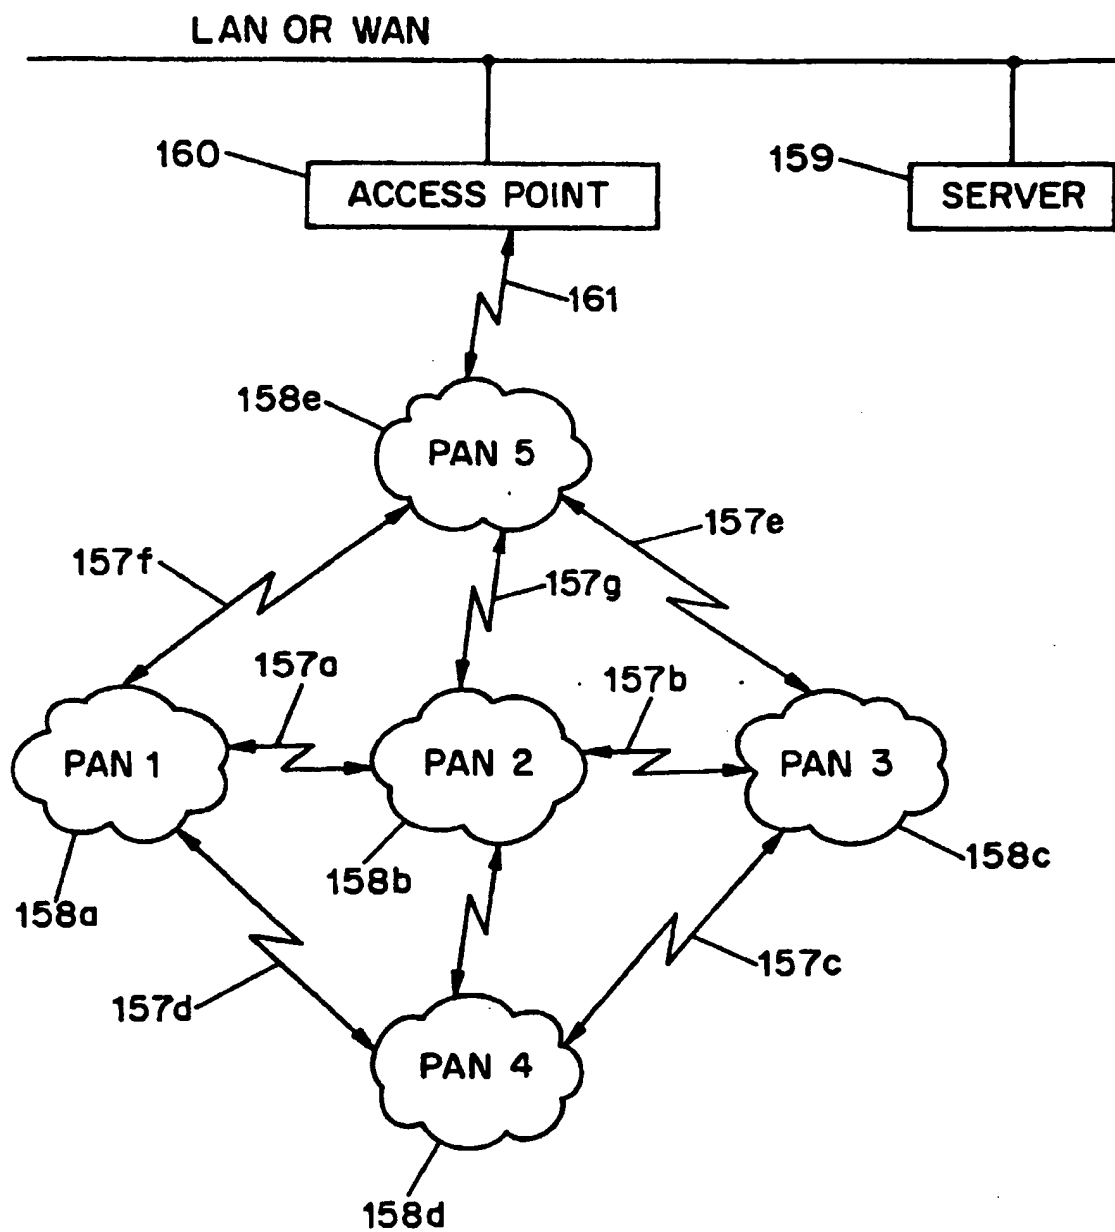 LAN OR WAN
160
ACCESS POINT
159
SERVER
161
158e
PAN 5
157e
157f
157g
157a
157b
PAN 1
PAN 2
PAN 3
158a
158b
158c
157d
157c
PAN 4
158d